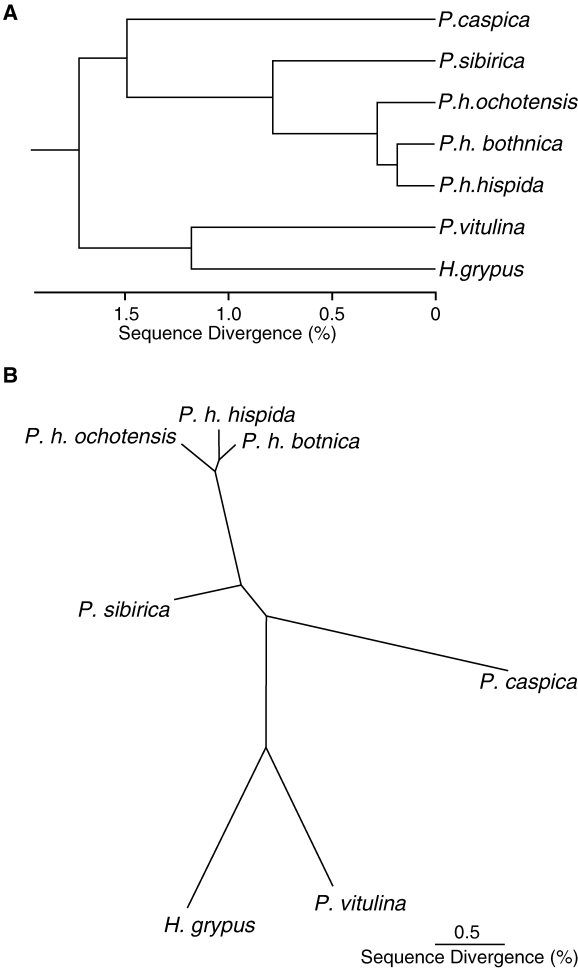 A
P.caspica
P.sibirica
P.h.ochotensis
P.h. bothnica
P.h.hispida
P.vitulina
H.grypus
1.5 1.0 0.5 0
Sequence Divergence (%)
B
P. h. hispida
P. h. ochotensis
P. h. botnica
P. sibirica
P. caspica
P. vitulina
H. grypus
0.5
Sequence Divergence (%)